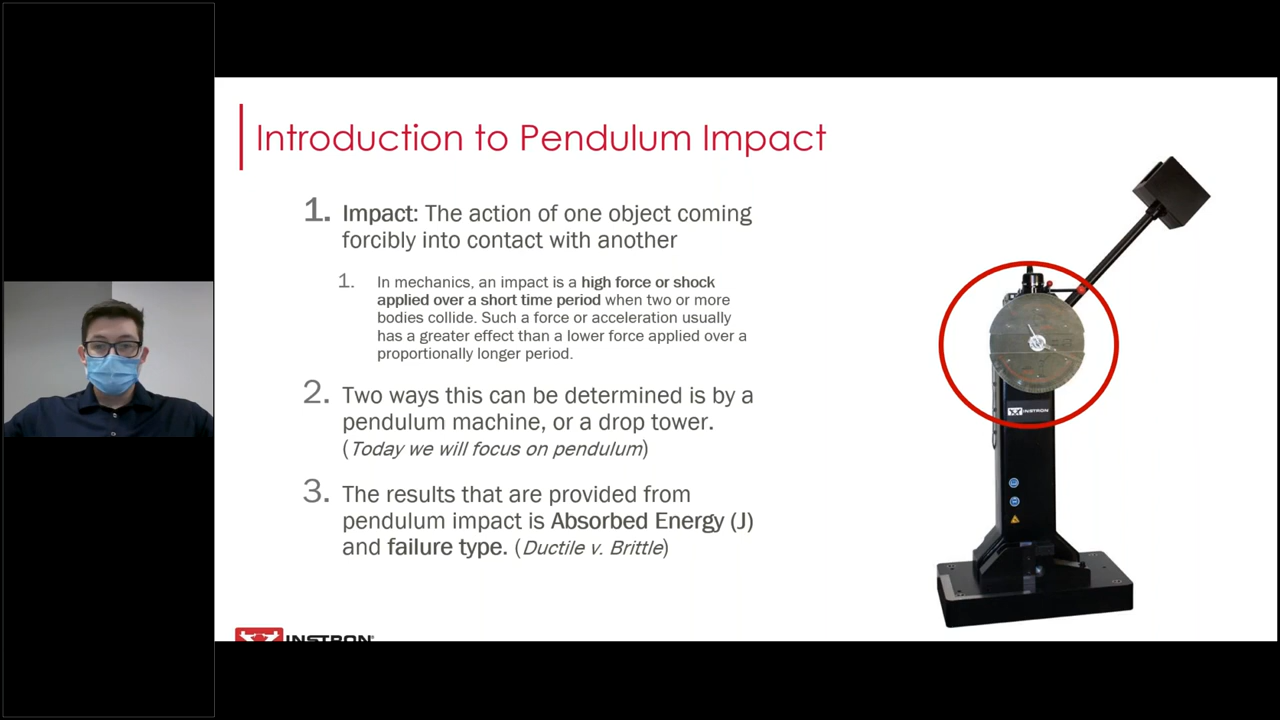 Introduction to Pendulum Impact
1. Impact: The action of one object coming
forcibly into contact with another
1. In mechanics, an impact is a high force or shock
applied over a short time period when two or more
bodies collide. Such a force or acceleration usually
has a greater effect than a lower force applied over a
proportionally longer period.
2. Two ways this can be determined is by a
pendulum machine, or a drop tower.
(Today we will focus on pendulum)
3. The results that are provided from
pendulum impact is Absorbed Energy (J)
and failure type. (Ductile v. Brittle)
INSTRON
INSTRON®